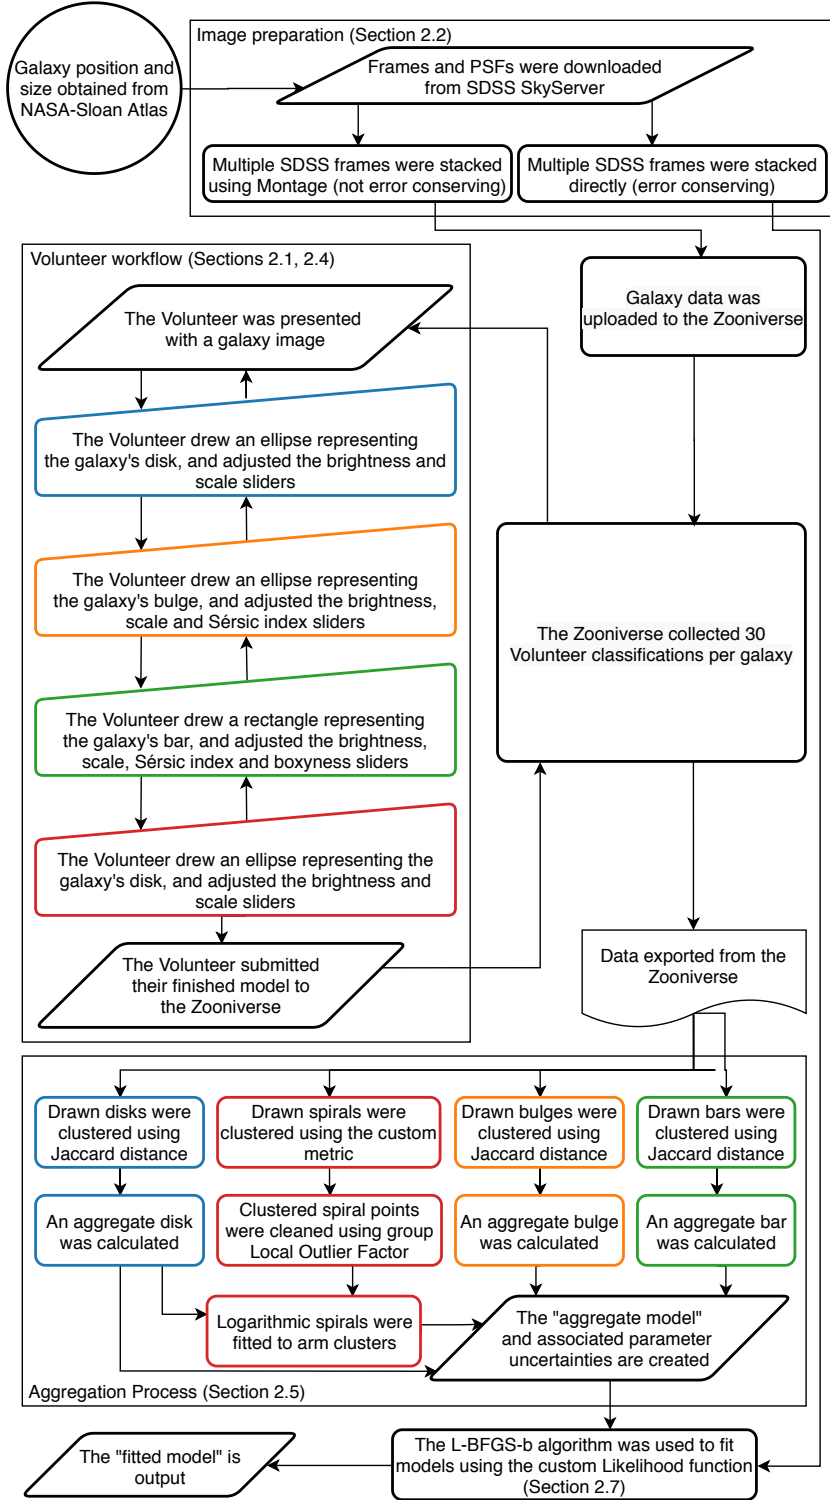 Image preparation (Section 2.2)
Galaxy position and
size obtained from
NASA-Sloan Atlas
Frames and PSFs were downloaded
from SDSS SkyServer
Multiple SDSS frames were stacked
using Montage (not error conserving)
Multiple SDSS frames were stacked
directly (error conserving)
Volunteer workflow (Sections 2.1, 2.4)
The Volunteer was presented
with a galaxy image
Galaxy data was
uploaded to the Zooniverse
The Volunteer drew an ellipse representing
the galaxy's disk, and adjusted the brightness and
scale sliders
The Volunteer drew an ellipse representing
the galaxy's bulge, and adjusted the brightness,
scale and Sérsic index sliders
The Zooniverse collected 30
Volunteer classifications per galaxy
The Volunteer drew a rectangle representing
the galaxy's bar, and adjusted the brightness,
scale, Sérsic index and boxyness sliders
The Volunteer drew an ellipse representing the
galaxy's disk, and adjusted the brightness and
scale sliders
The Volunteer submitted
their finished model to
the Zooniverse
Data exported from the
Zooniverse
Drawn disks were
clustered using
Jaccard distance
Drawn spirals were
clustered using the custom
metric
Drawn bulges were
clustered using
Jaccard distance
Drawn bars were
clustered using
Jaccard distance
An aggregate disk
was calculated
Clustered spiral points
were cleaned using group
Local Outlier Factor
An aggregate bulge
was calculated
An aggregate bar
was calculated
Logarithmic spirals were
fitted to arm clusters
The "aggregate model"
and associated parameter
uncertainties are created
Aggregation Process (Section 2.5)
The "fitted model" is
output
The L-BFGS-b algorithm was used to fit
models using the custom Likelihood function
(Section 2.7)